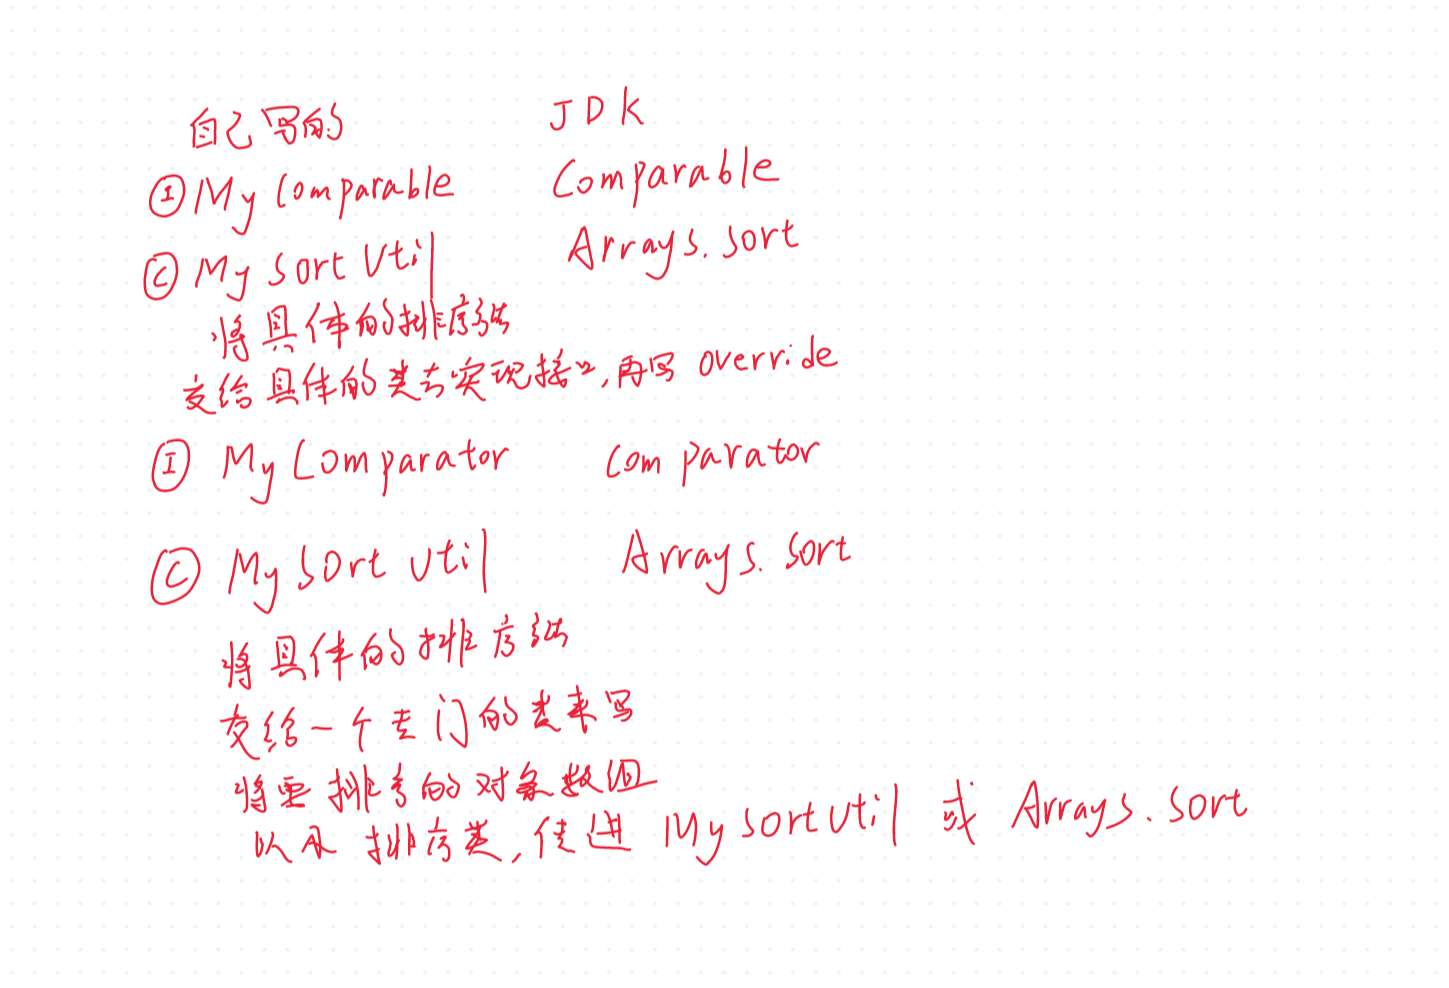 自己写的 JDK
Ⓘ My Comparable Comparable
Ⓒ My Sort Util Arrays.sort
将具体的排序法
交给具体的类去实现接口,再写 override
Ⓘ My Comparator Comparator
Ⓒ My Sort Util Arrays.sort
将具体的排序法
交给一个专门的类来写
将要排序的对象数组
以及排序类,传进 My Sort Util 或 Arrays.sort